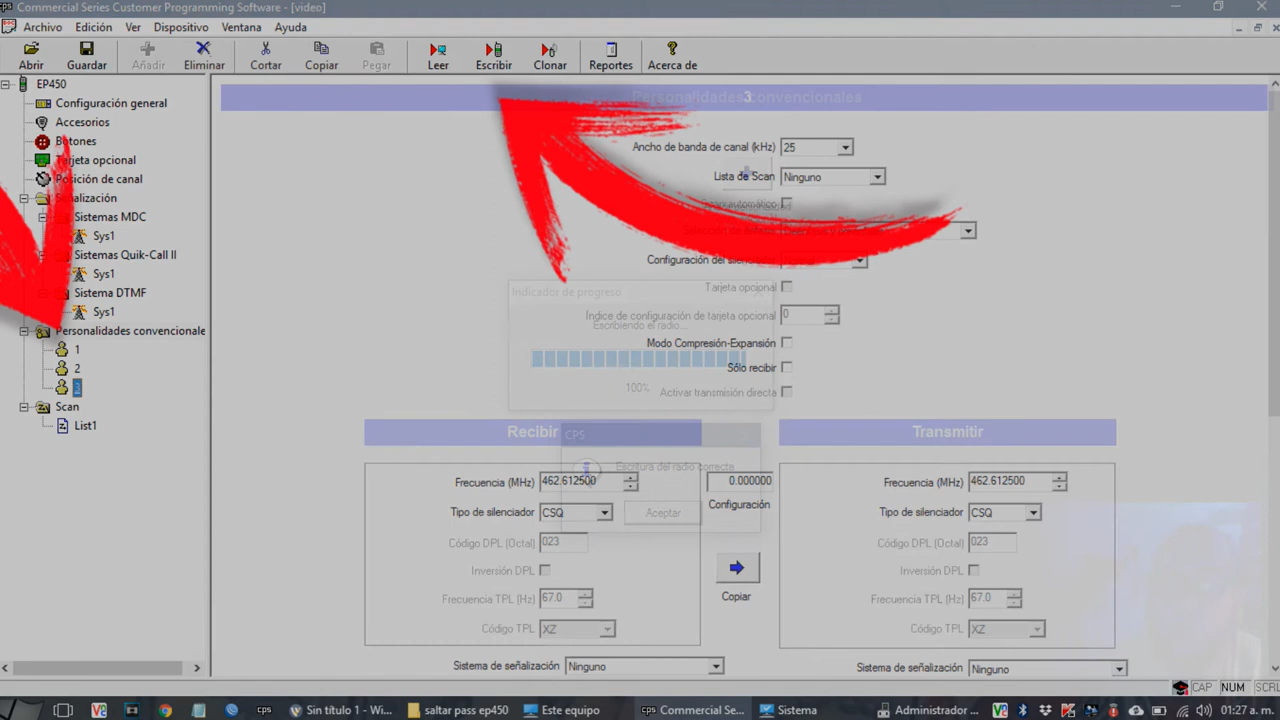 Commercial Series Customer Programming Software - [video]
Archivo Edición Ver Dispositivo Ventana Ayuda
Abrir Guardar Añadir Eliminar Cortar Copiar Pegar Leer Escribir Clonar Reportes Acerca de
EP450
Configuración general
Accesorios
Botones
Tarjeta opcional
Posición de canal
Señalización
Sistemas MDC
Sys1
Sistemas Quik-Call II
Sys1
Sistema DTMF
Sys1
Personalidades convencionale
1
2
3
Scan
List1
Personalidades convencionales
3
Ancho de banda de canal (kHz) 25
Lista de Scan Ninguno
Scan automático
Configuración del silenciador
Tarjeta opcional
Índice de configuración de tarjeta opcional 0
Modo Compresión-Expansión
Sólo recibir
Activar transmisión directa
Indicador de progreso
Escribiendo el radio...
100%
CPS
Escritura del radio correcta
Aceptar
Recibir
Frecuencia (MHz) 462.612500
Tipo de silenciador CSQ
Código DPL (Octal) 023
Inversión DPL
Frecuencia TPL (Hz) 67.0
Código TPL XZ
Sistema de señalización Ninguno
0.000000
Configuración
Copiar
Transmitir
Frecuencia (MHz) 462.612500
Tipo de silenciador CSQ
Código DPL (Octal) 023
Inversión DPL
Frecuencia TPL (Hz) 67.0
Código TPL XZ
Sistema de señalización Ninguno
CAP NUM SCRL
cps Sin título 1 - Wi... saltar pass ep450 Este equipo cps Commercial Se... Sistema Administrador ... 01:27 a. m.